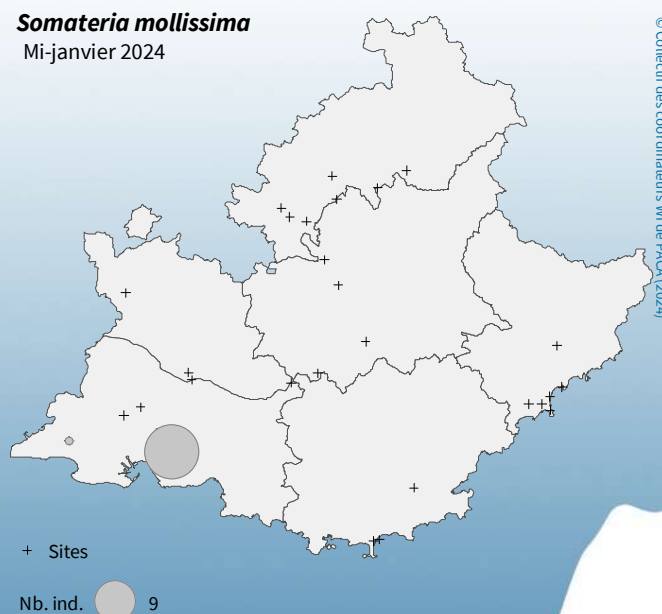 Somateria mollissima
Mi-janvier 2024
© Collectif des coordinateurs WI de PACA (2024)
+ Sites
Nb. ind. 9